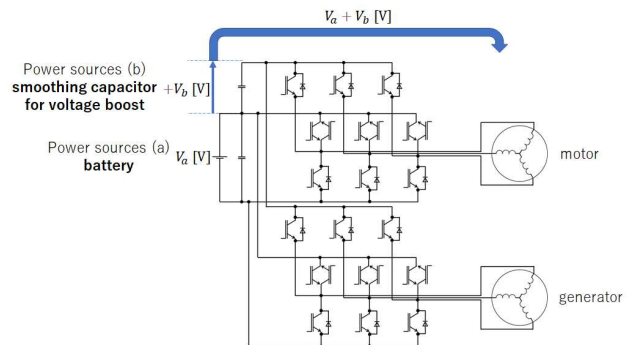 Va + Vb [V]
Power sources (b)
smoothing capacitor
for voltage boost
+Vb [V]
Power sources (a)
battery
Va [V]
motor
generator